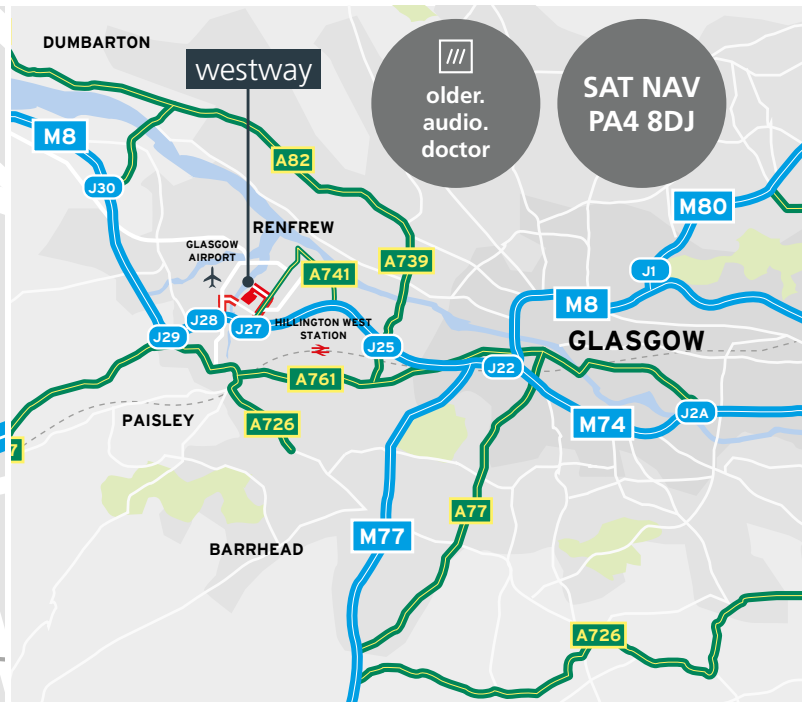 DUMBARTON
westway
///
older.
audio.
doctor
SAT NAV
PA4 8DJ
M8
A82
J30
M80
RENFREW
GLASGOW
AIRPORT
A741
A739
J1
M8
J28
J27
HILLINGTON WEST
STATION
J29
J25
GLASGOW
J22
A761
PAISLEY
A726
M74
J2A
7
A77
M77
BARRHEAD
A726